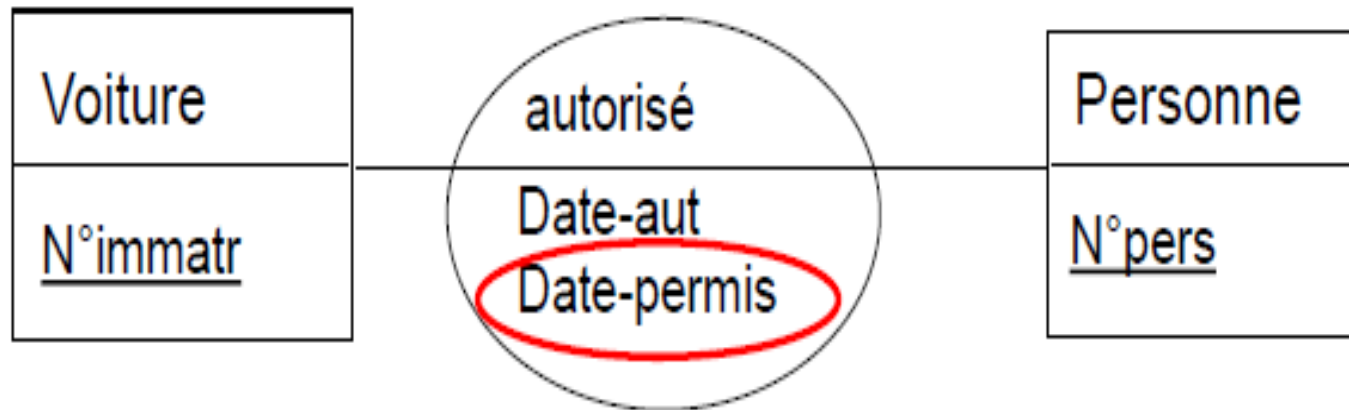 Voiture
N°immatr
autorisé
Date-aut
Date-permis
Personne
N°pers